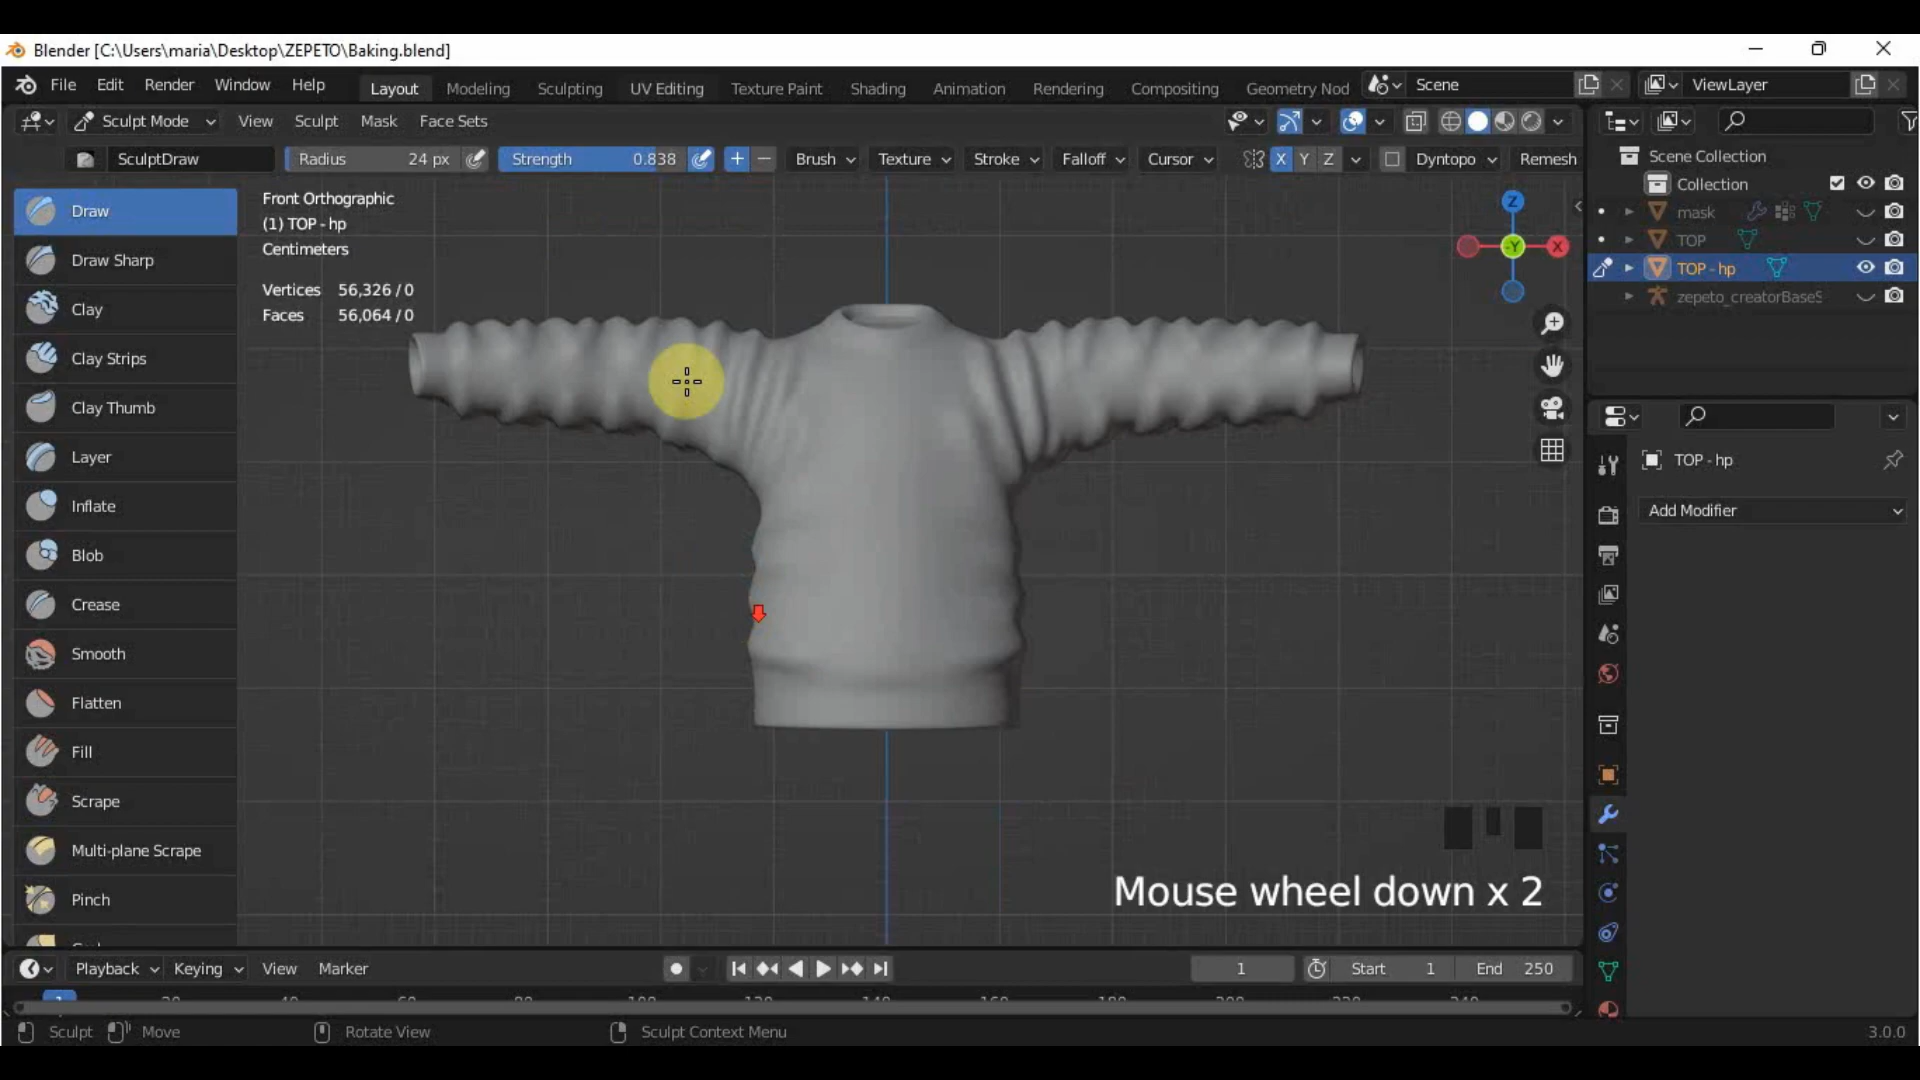 Blender [C:\Users\maria\Desktop\ZEPETO\Baking.blend]
File Edit Render Window Help Layout Modeling Sculpting UV Editing Texture Paint Shading Animation Rendering Compositing Geometry Nod Scene ViewLayer
Sculpt Mode View Sculpt Mask Face Sets
SculptDraw Radius 24 px Strength 0.838 Brush Texture Stroke Falloff Cursor X Y Z Dyntopo Remesh
Scene Collection
Collection
mask
TOP
TOP - hp
zepeto_creatorBaseS
Draw
Draw Sharp
Clay
Clay Strips
Clay Thumb
Layer
Inflate
Blob
Crease
Smooth
Flatten
Fill
Scrape
Multi-plane Scrape
Pinch
Front Orthographic
(1) TOP - hp
Centimeters
Vertices 56,326 / 0
Faces 56,064 / 0
Z
-Y X
TOP - hp
Add Modifier
Mouse wheel down x 2
Playback Keying View Marker 1 Start 1 End 250
Sculpt Move Rotate View Sculpt Context Menu 3.0.0